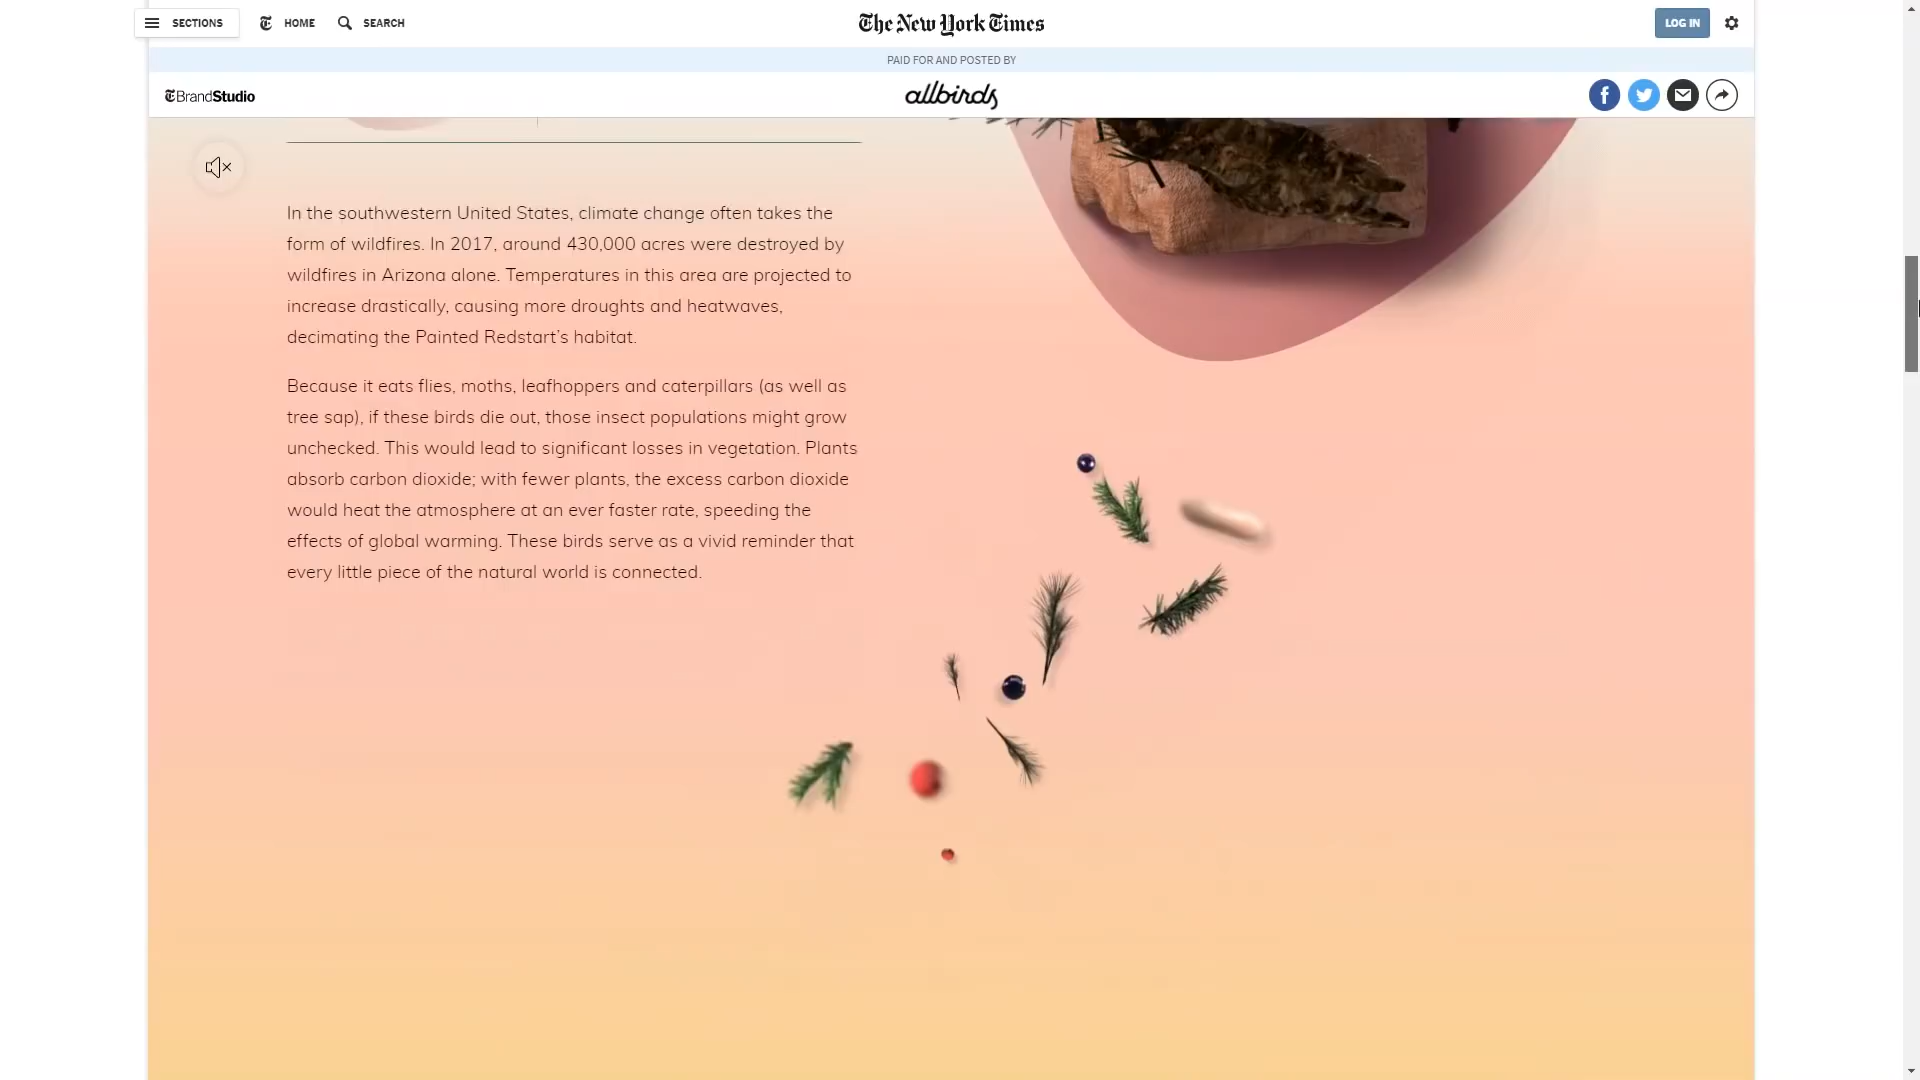 SECTIONS
HOME
SEARCH
The New York Times
LOG IN
PAID FOR AND POSTED BY
T BrandStudio
allbirds
In the southwestern United States, climate change often takes the
form of wildfires. In 2017, around 430,000 acres were destroyed by
wildfires in Arizona alone. Temperatures in this area are projected to
increase drastically, causing more droughts and heatwaves,
decimating the Painted Redstart’s habitat.
Because it eats flies, moths, leafhoppers and caterpillars (as well as
tree sap), if these birds die out, those insect populations might grow
unchecked. This would lead to significant losses in vegetation. Plants
absorb carbon dioxide; with fewer plants, the excess carbon dioxide
would heat the atmosphere at an ever faster rate, speeding the
effects of global warming. These birds serve as a vivid reminder that
every little piece of the natural world is connected.